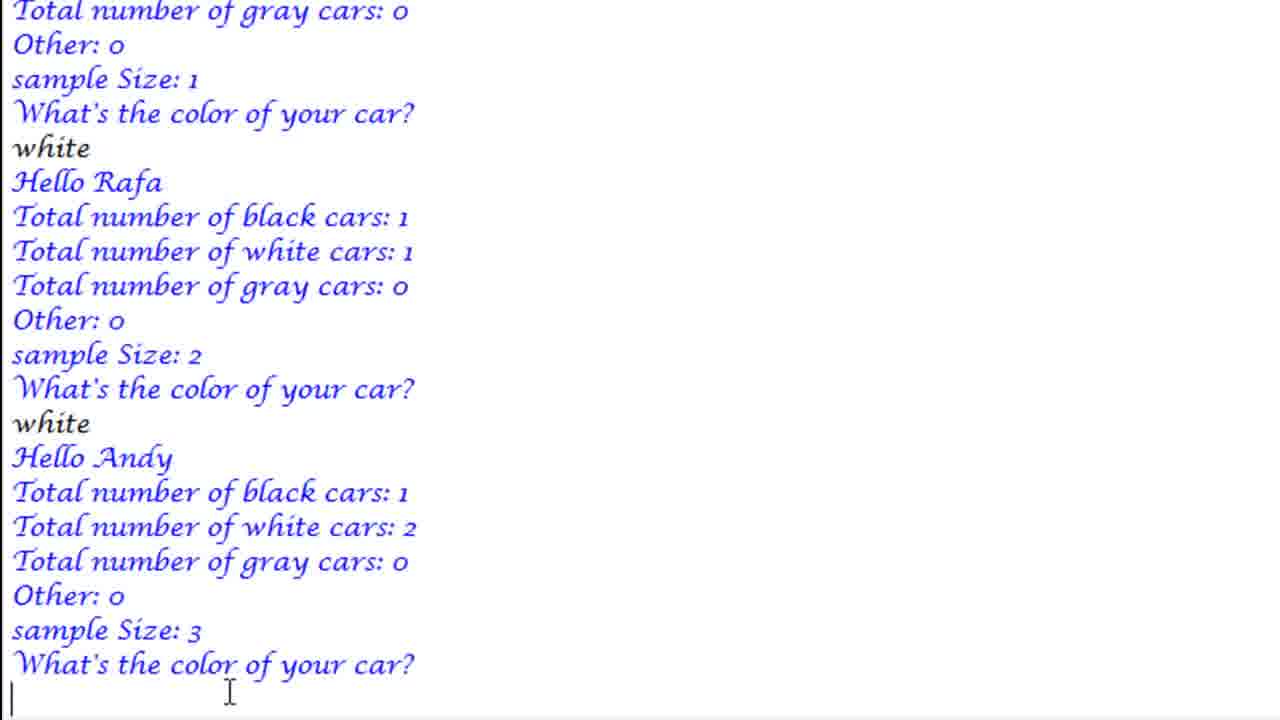 Total number of gray cars: 0
Other: 0
sample Size: 1
What's the color of your car?
white
Hello Rafa
Total number of black cars: 1
Total number of white cars: 1
Total number of gray cars: 0
Other: 0
sample Size: 2
What's the color of your car?
white
Hello Andy
Total number of black cars: 1
Total number of white cars: 2
Total number of gray cars: 0
Other: 0
sample Size: 3
What's the color of your car?